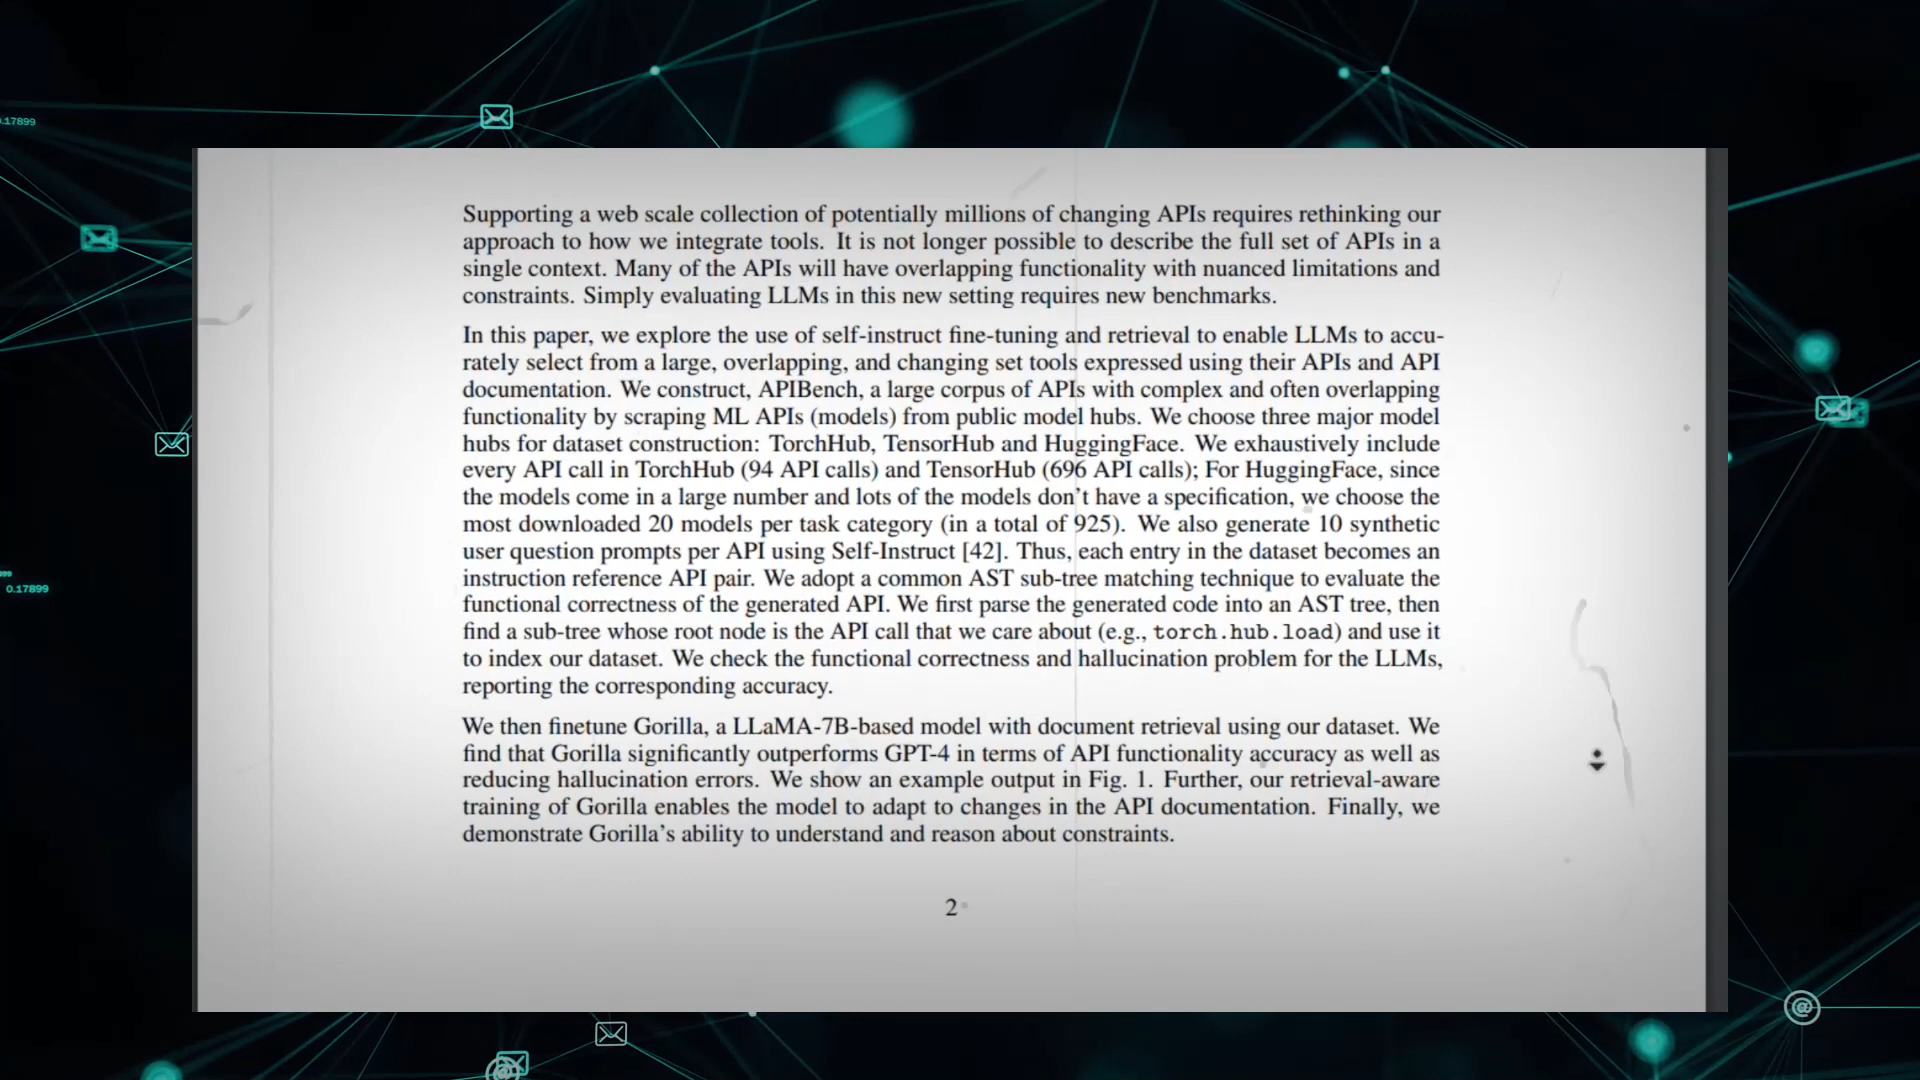 .17899
Supporting a web scale collection of potentially millions of changing APIs requires rethinking our
approach to how we integrate tools. It is not longer possible to describe the full set of APIs in a
single context. Many of the APIs will have overlapping functionality with nuanced limitations and
constraints. Simply evaluating LLMs in this new setting requires new benchmarks.
In this paper, we explore the use of self-instruct fine-tuning and retrieval to enable LLMs to accu-
rately select from a large, overlapping, and changing set tools expressed using their APIs and API
documentation. We construct, APIBench, a large corpus of APIs with complex and often overlapping
functionality by scraping ML APIs (models) from public model hubs. We choose three major model
hubs for dataset construction: TorchHub, TensorHub and HuggingFace. We exhaustively include
every API call in TorchHub (94 API calls) and TensorHub (696 API calls); For HuggingFace, since
the models come in a large number and lots of the models don't have a specification, we choose the
most downloaded 20 models per task category (in a total of 925). We also generate 10 synthetic
user question prompts per API using Self-Instruct [42]. Thus, each entry in the dataset becomes an
instruction reference API pair. We adopt a common AST sub-tree matching technique to evaluate the
functional correctness of the generated API. We first parse the generated code into an AST tree, then
find a sub-tree whose root node is the API call that we care about (e.g., torch.hub.load) and use it
to index our dataset. We check the functional correctness and hallucination problem for the LLMs,
reporting the corresponding accuracy.
We then finetune Gorilla, a LLaMA-7B-based model with document retrieval using our dataset. We
find that Gorilla significantly outperforms GPT-4 in terms of API functionality accuracy as well as
reducing hallucination errors. We show an example output in Fig. 1. Further, our retrieval-aware
training of Gorilla enables the model to adapt to changes in the API documentation. Finally, we
demonstrate Gorilla's ability to understand and reason about constraints.
2
0.17899